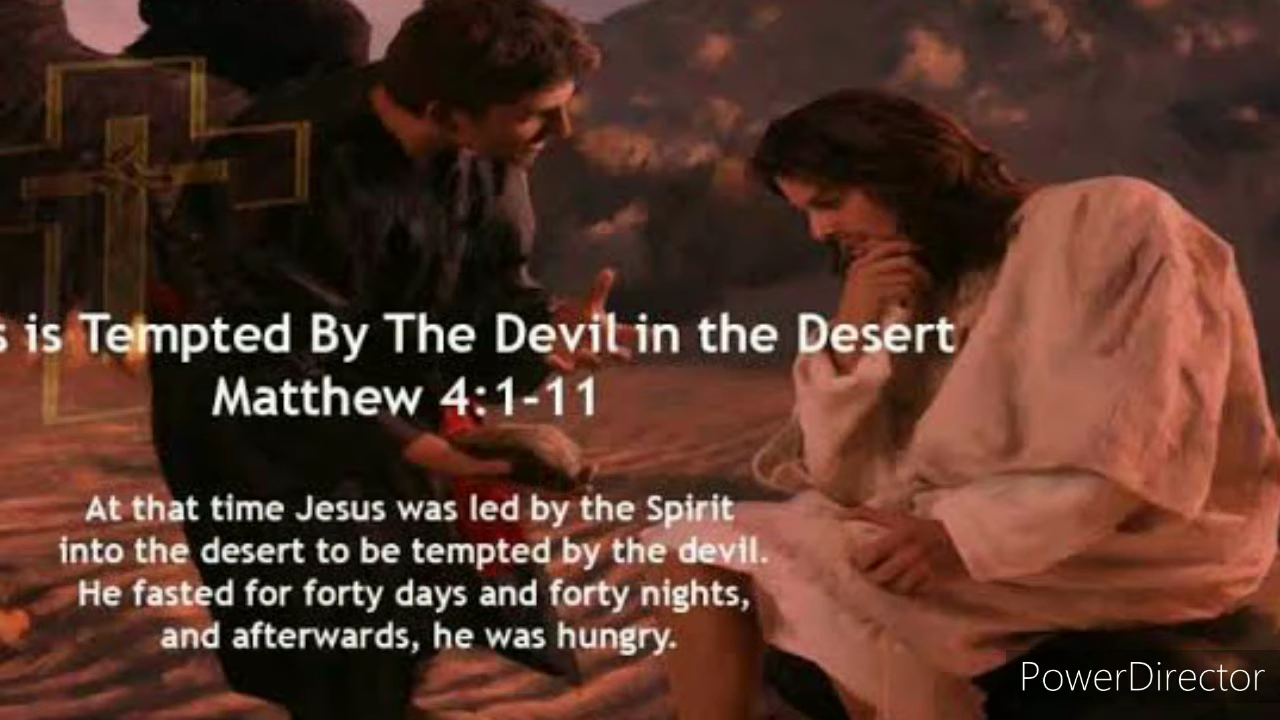 s is Tempted By The Devil in the Desert
Matthew 4:1-11
At that time Jesus was led by the Spirit
into the desert to be tempted by the devil.
He fasted for forty days and forty nights,
and afterwards, he was hungry.
PowerDirector